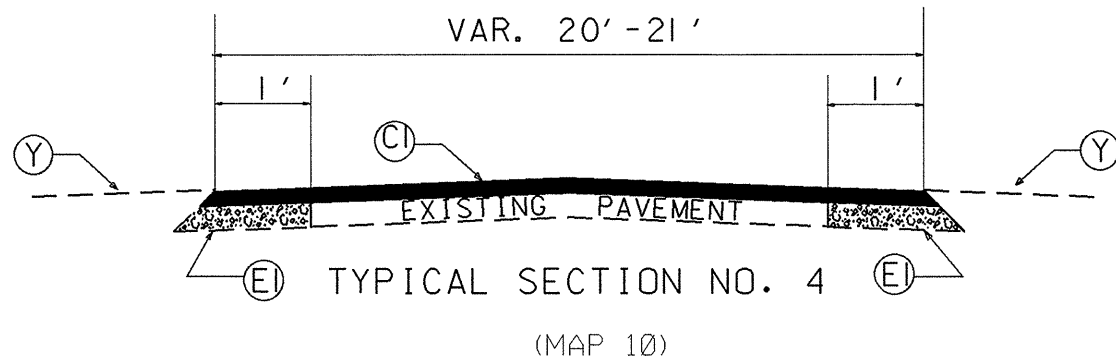 VAR. 20'-21'
1' 1'
C1
Y Y
EXISTING PAVEMENT
E1 E1
TYPICAL SECTION NO. 4
(MAP 10)